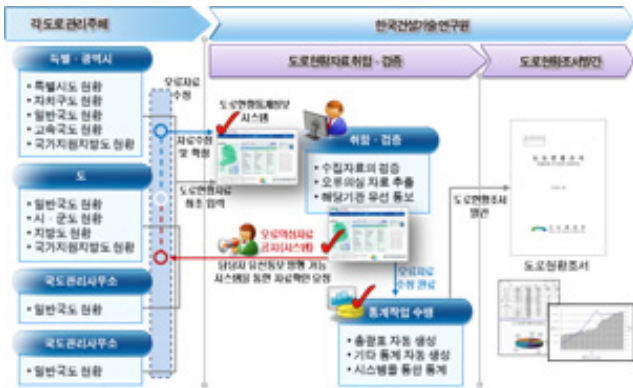 각 도로관리주체
한국건설기술연구원
도로현황자료 취합·검증
도로현황조서 발간
특별·광역시
• 특별시도 현황
• 자치구도 현황
• 일반국도 현황
• 고속국도 현황
• 국가지원지방도 현황
도
• 일반국도 현황
• 시·군도 현황
• 지방도 현황
• 국가지원지방도 현황
국도관리사무소
• 일반국도 현황
국도관리사무소
• 일반국도 현황
오류자료
수정
자료수정
및 확정
도로현황자료
최초 입력
도로현황통계정보
시스템
취합·검증
• 수집자료의 검증
• 오류의심 자료 추출
• 해당기관 유선 통보
오류의심자료
공지(시스템)
담당자 유선통보 병행 가능
시스템을 통한 자료확인 요청
오류자료
수정 완료
통계작업 수행
• 총괄표 자동 생성
• 기타 통계 자동 생성
• 시스템을 통한 통계
도로현황조서
발간
도로현황조서